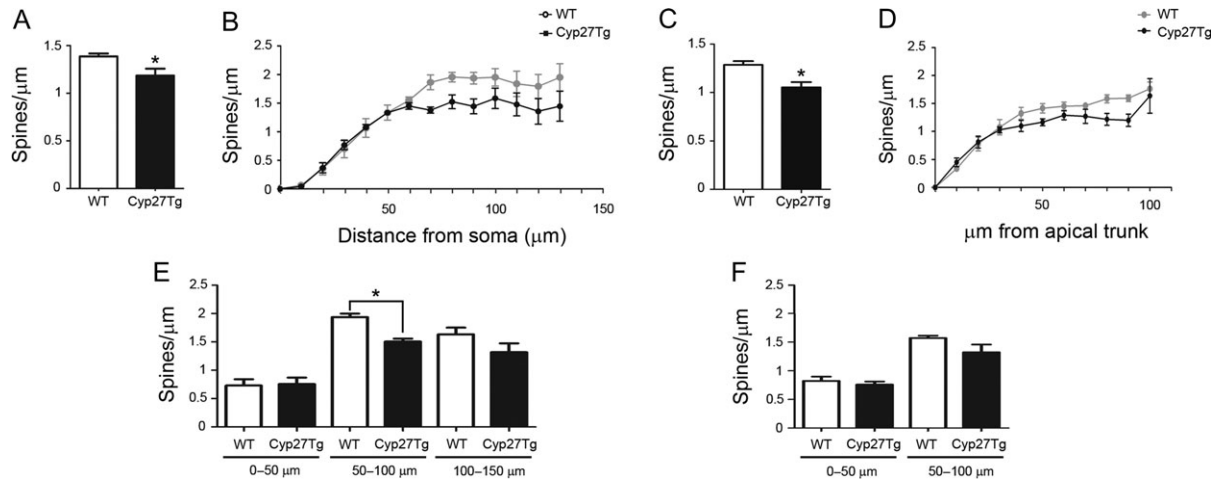 A
Spines/μm
1.5
1
0.5
0
*
WT
Cyp27Tg
B
WT
Cyp27Tg
Spines/μm
2.5
2
1.5
1
0.5
0
50
100
150
Distance from soma (μm)
C
Spines/μm
1.5
1
0.5
0
*
WT
Cyp27Tg
D
WT
Cyp27Tg
Spines/μm
2.5
2
1.5
1
0.5
0
50
100
μm from apical trunk
E
Spines/μm
2.5
2
1.5
1
0.5
0
*
WT Cyp27Tg WT Cyp27Tg WT Cyp27Tg
0–50 μm 50–100 μm 100–150 μm
F
Spines/μm
2.5
2
1.5
1
0.5
0
WT Cyp27Tg WT Cyp27Tg
0–50 μm 50–100 μm